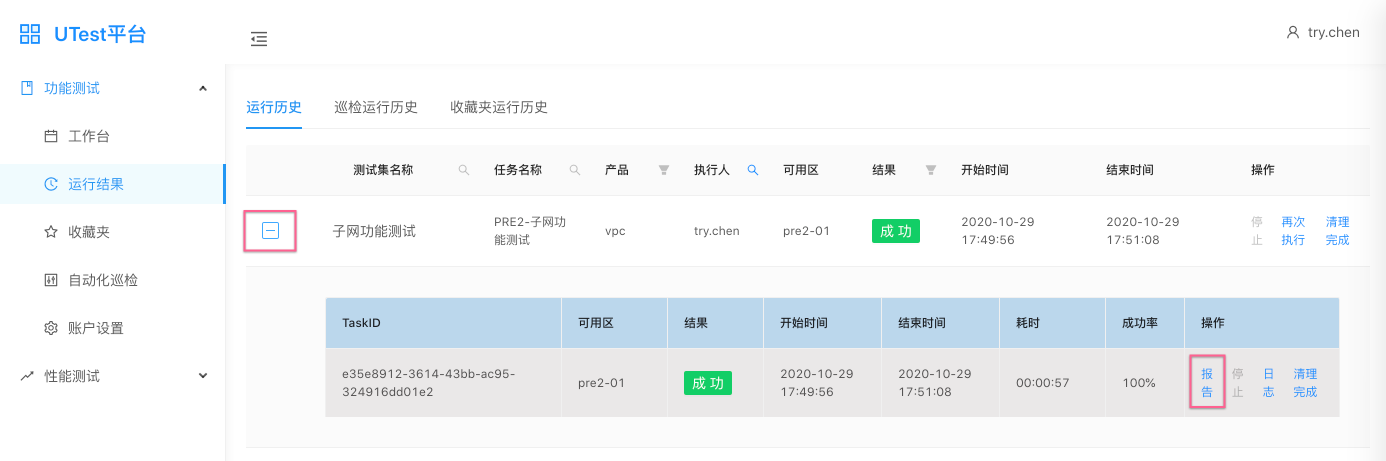 UTest平台
try.chen
功能测试
工作台
运行结果
收藏夹
自动化巡检
账户设置
性能测试
运行历史 巡检运行历史 收藏夹运行历史
测试集名称 任务名称 产品 执行人 可用区 结果 开始时间 结束时间 操作
子网功能测试
PRE2-子网功
能测试
vpc
try.chen
pre2-01
成功
2020-10-29
17:49:56
2020-10-29
17:51:08
停
止
再次
执行
清理
完成
TaskID 可用区 结果 开始时间 结束时间 耗时 成功率 操作
e35e8912-3614-43bb-ac95-
324916dd01e2
pre2-01
成功
2020-10-29
17:49:56
2020-10-29
17:51:08
00:00:57
100%
报
告
停
止
日
志
清理
完成